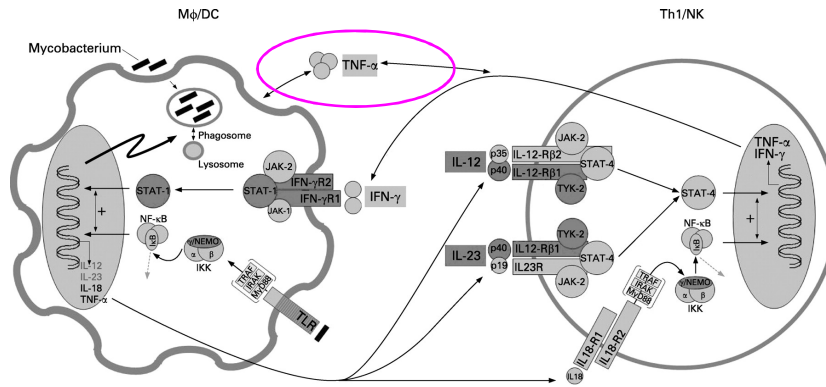 Mϕ/DC
Th1/NK
Mycobacterium
TNF-α
Phagosome
Lysosome
TNF-α
IFN-γ
JAK-2
IFN-γR2
STAT-1
STAT-1
IFN-γR1
JAK-1
IFN-γ
IL-12
p35
p40
JAK-2
IL-12-Rβ2
IL-12-Rβ1
STAT-4
TYK-2
STAT-4
+
NF-κB
IκB
γ/NEMO
α
β
IKK
IL-12
IL-23
IL-18
TNF-α
TRAF
IRAK
MyD88
TLR
IL-23
p40
p19
TYK-2
IL-12Rβ1
IL23R
STAT-4
JAK-2
NF-κB
IκB
+
γ/NEMO
α
β
IKK
TRAF
IRAK
MyD88
IL18-R1
IL18-R2
IL18